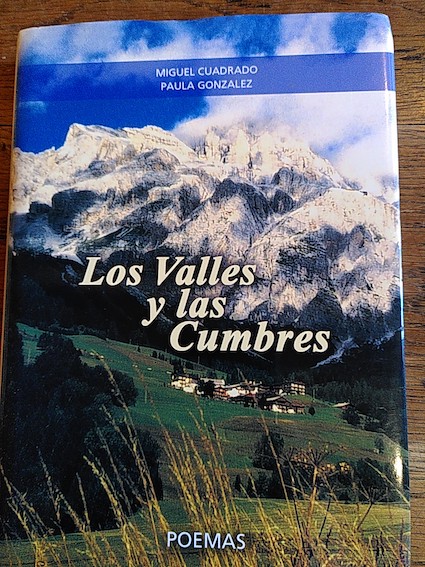 MIGUEL CUADRADO
PAULA GONZALEZ
Los Valles
y las
Cumbres
POEMAS